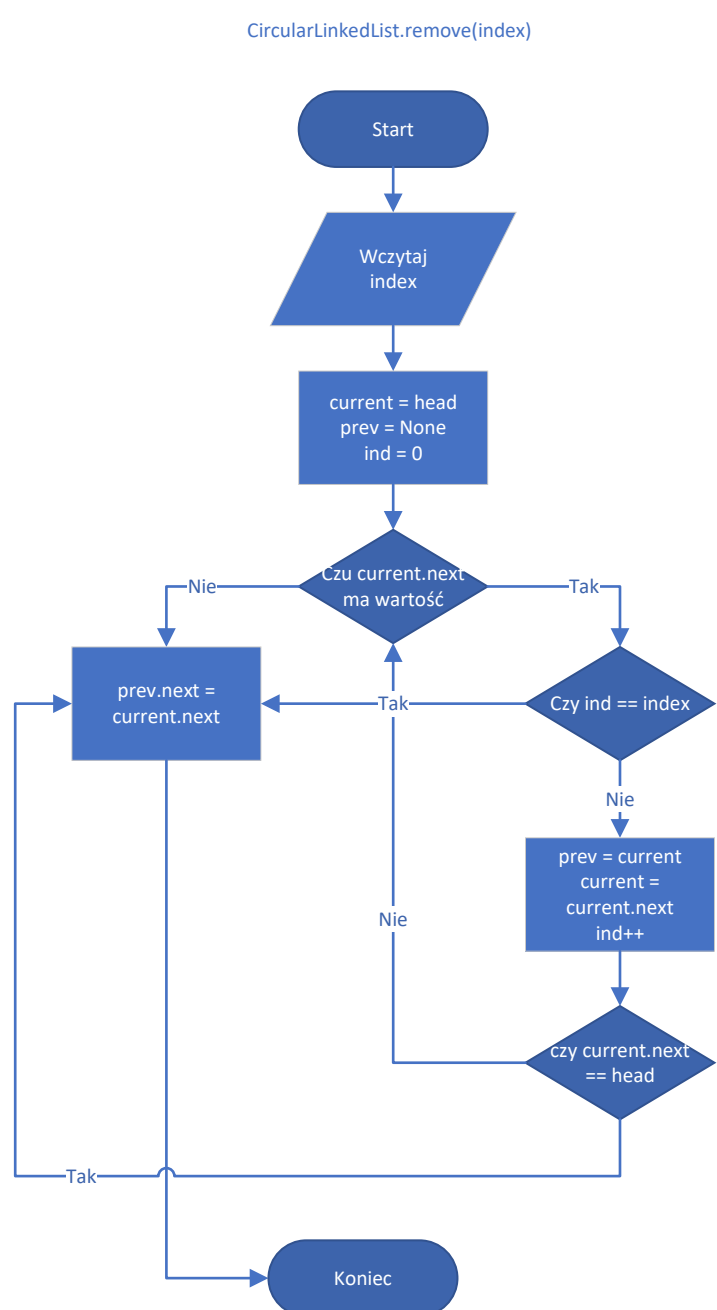 CircularLinkedList.remove(index)
Start
Wczytaj
index
current = head
prev = None
ind = 0
Czu current.next
ma wartość
Nie
Tak
prev.next =
current.next
Tak
Czy ind == index
Nie
prev = current
current =
current.next
ind++
Nie
czy current.next
== head
Tak
Koniec